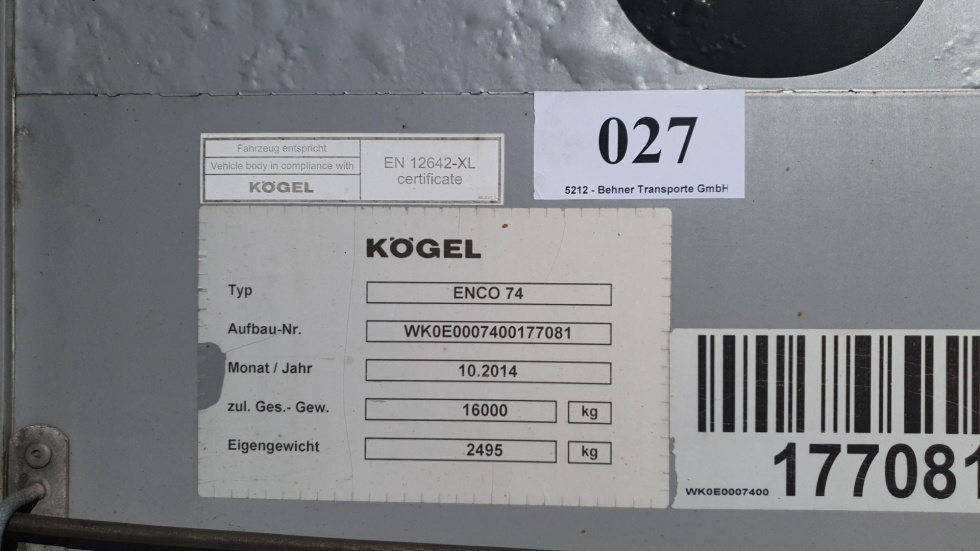 Fahrzeug entspricht
Vehicle body in compliance with
KÖGEL
EN 12642-XL
certificate
027
5212 - Behner Transporte GmbH
KÖGEL
Typ ENCO 74
Aufbau-Nr. WK0E0007400177081
Monat / Jahr 10.2014
zul. Ges.- Gew. 16000 kg
Eigengewicht 2495 kg
WK0E0007400 177081